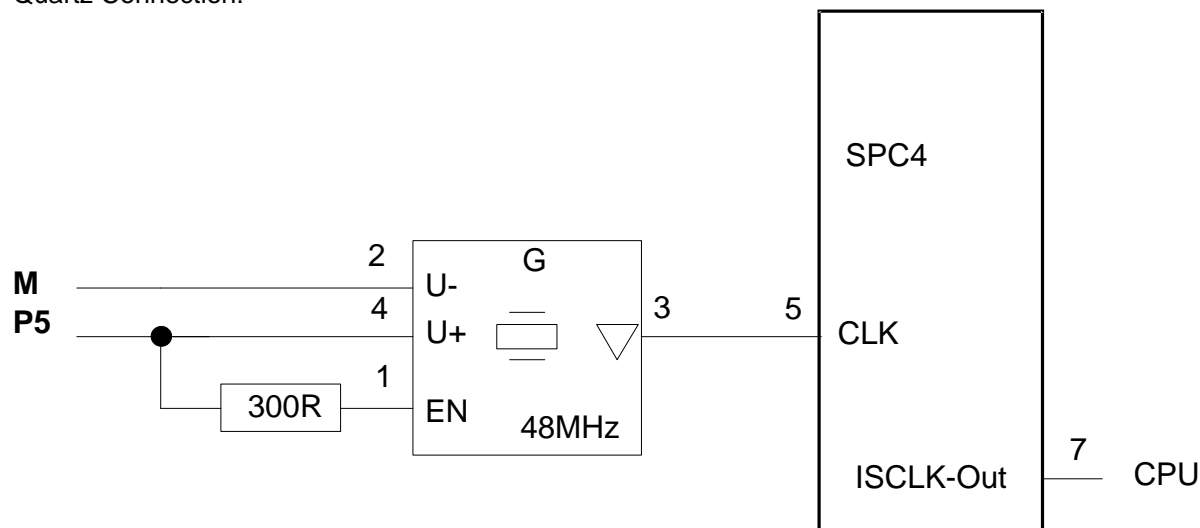 Quartz Connection:
SPC4
G
2
M
U-
4
3
5
P5
U+
CLK
1
300R
EN
48MHz
7
ISCLK-Out
CPU